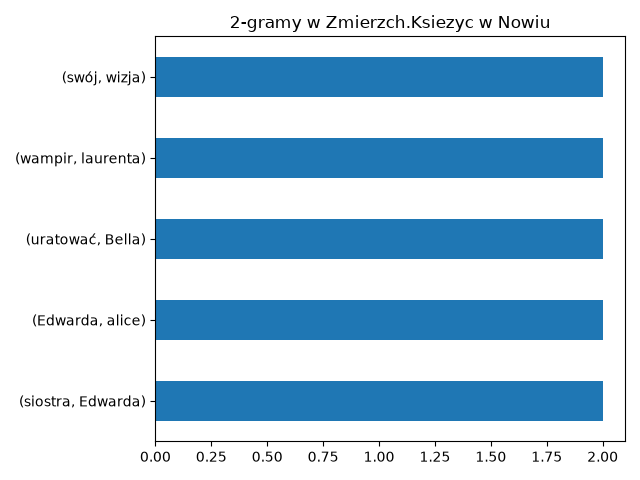 2-gramy w Zmierzch.Ksiezyc w Nowiu
(swój, wizja)
(wampir, laurenta)
(uratować, Bella)
(Edwarda, alice)
(siostra, Edwarda)
0.00 0.25 0.50 0.75 1.00 1.25 1.50 1.75 2.00